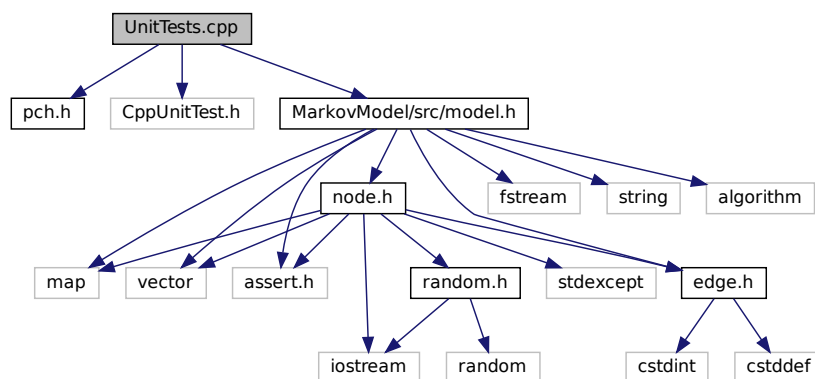 UnitTests.cpp
pch.h
CppUnitTest.h
MarkovModel/src/model.h
node.h
fstream
string
algorithm
map
vector
assert.h
random.h
stdexcept
edge.h
iostream
random
cstdint
cstddef